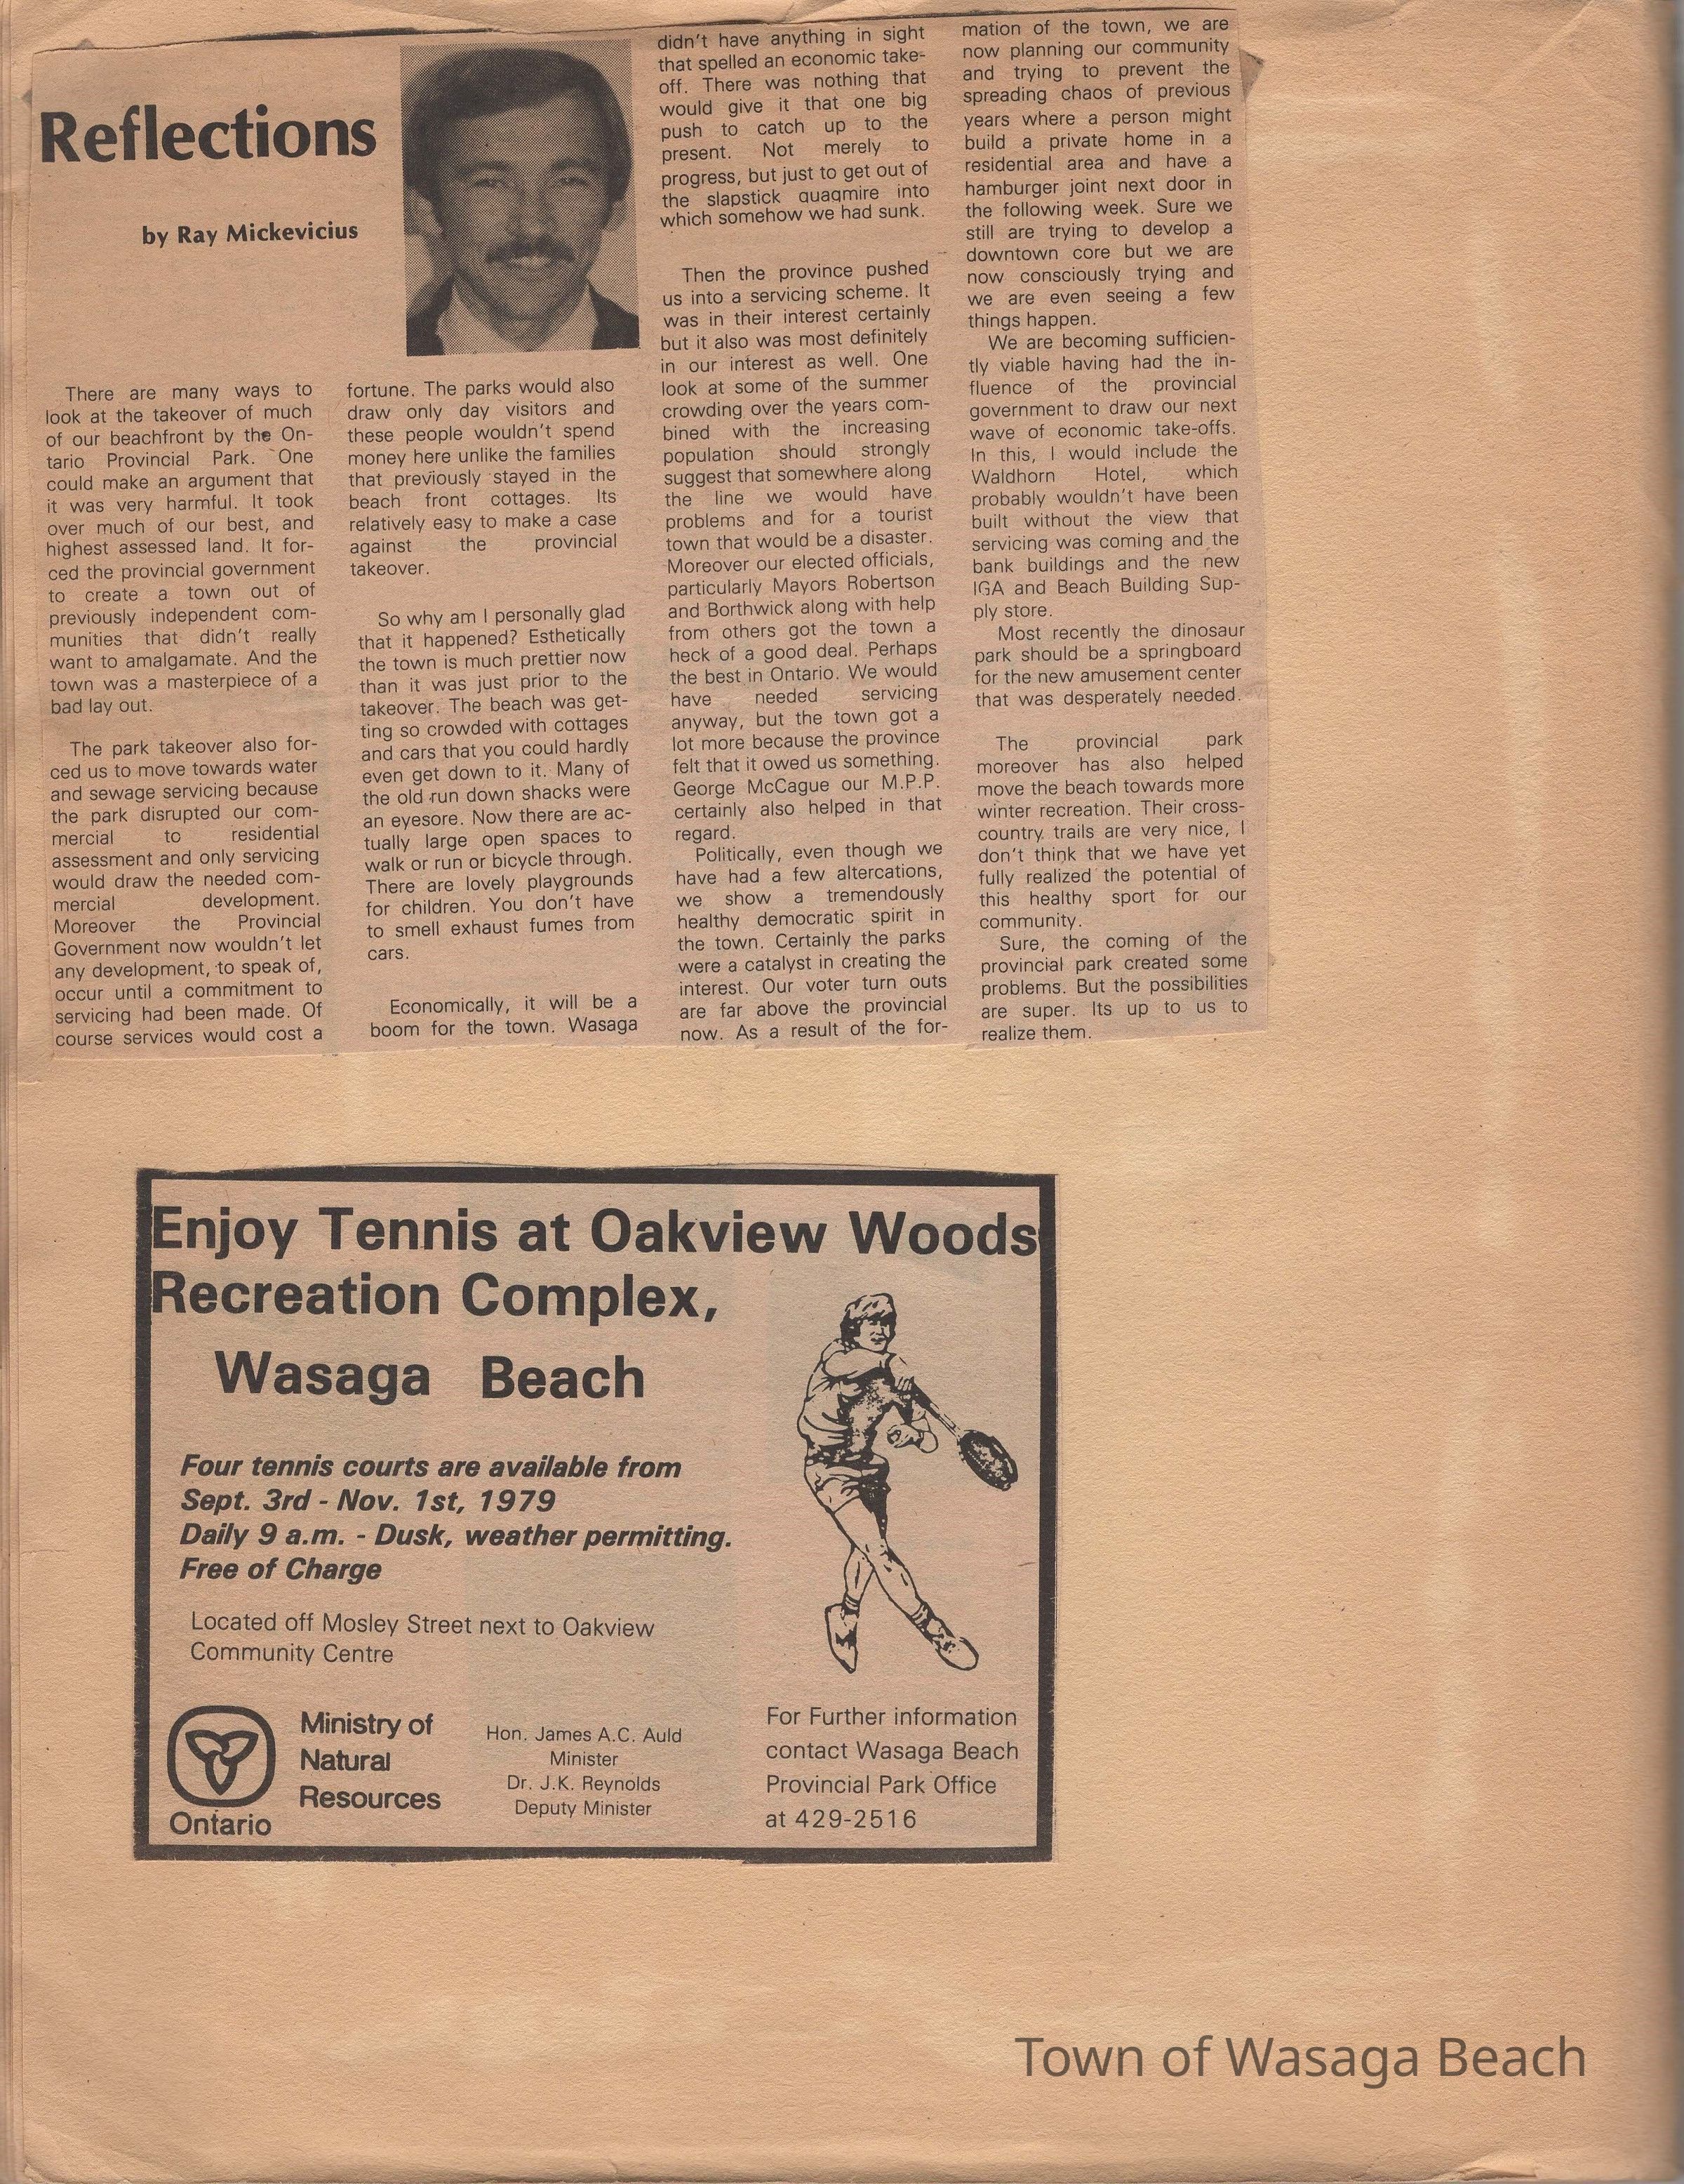 Reflections
by Ray Mickevicius
There are many ways to
look at the takeover of much
of our beachfront by the On-
tario Provincial Park. One
could make an argument that
it was very harmful. It took
over much of our best, and
highest assessed land. It for-
ced the provincial government
to create a town out of
previously independent com-
munities that didn't really
want to amalgamate. And the
town was a masterpiece of a
bad lay out.
The park takeover also for-
ced us to move towards water
and sewage servicing because
the park disrupted our com-
mercial to residential
assessment and only servicing
would draw the needed com-
mercial development.
Moreover the Provincial
Government now wouldn't let
any development, to speak of,
occur until a commitment to
servicing had been made. Of
course services would cost a
fortune. The parks would also
draw only day visitors and
these people wouldn't spend
money here unlike the families
that previously stayed in the
beach front cottages. Its
relatively easy to make a case
against the provincial
takeover.
So why am I personally glad
that it happened? Esthetically
the town is much prettier now
than it was just prior to the
takeover. The beach was get-
ting so crowded with cottages
and cars that you could hardly
even get down to it. Many of
the old run down shacks were
an eyesore. Now there are ac-
tually large open spaces to
walk or run or bicycle through.
There are lovely playgrounds
for children. You don't have
to smell exhaust fumes from
cars.
Economically, it will be a
boom for the town. Wasaga
didn't have anything in sight
that spelled an economic take-
off. There was nothing that
would give it that one big
push to catch up to the
present. Not merely to
progress, but just to get out of
the slapstick quagmire into
which somehow we had sunk.
Then the province pushed
us into a servicing scheme. It
was in their interest certainly
but it also was most definitely
in our interest as well. One
look at some of the summer
crowding over the years com-
bined with the increasing
population should strongly
suggest that somewhere along
the line we would have
problems and for a tourist
town that would be a disaster.
Moreover our elected officials,
particularly Mayors Robertson
and Borthwick along with help
from others got the town a
heck of a good deal. Perhaps
the best in Ontario. We would
have needed servicing
anyway, but the town got a
lot more because the province
felt that it owed us something.
George McCague our M.P.P.
certainly also helped in that
regard.
Politically, even though we
have had a few altercations,
we show a tremendously
healthy democratic spirit in
the town. Certainly the parks
were a catalyst in creating the
interest. Our voter turn outs
are far above the provincial
now. As a result of the for-
mation of the town, we are
now planning our community
and trying to prevent the
spreading chaos of previous
years where a person might
build a private home in a
residential area and have a
hamburger joint next door in
the following week. Sure we
still are trying to develop a
downtown core but we are
now consciously trying and
we are even seeing a few
things happen.
We are becoming sufficien-
tly viable having had the in-
fluence of the provincial
government to draw our next
wave of economic take-offs.
In this, I would include the
Waldhorn Hotel, which
probably wouldn't have been
built without the view that
servicing was coming and the
bank buildings and the new
IGA and Beach Building Sup-
ply store.
Most recently the dinosaur
park should be a springboard
for the new amusement center
that was desperately needed.
The provincial park
moreover has also helped
move the beach towards more
winter recreation. Their cross-
country trails are very nice, I
don't think that we have yet
fully realized the potential of
this healthy sport for our
community.
Sure, the coming of the
provincial park created some
problems. But the possibilities
are super. Its up to us to
realize them.
Enjoy Tennis at Oakview Woods
Recreation Complex,
Wasaga Beach
Four tennis courts are available from
Sept. 3rd - Nov. 1st, 1979
Daily 9 a.m. - Dusk, weather permitting.
Free of Charge
Located off Mosley Street next to Oakview
Community Centre
Ontario
Ministry of
Natural
Resources
Hon. James A.C. Auld
Minister
Dr. J.K. Reynolds
Deputy Minister
For Further information
contact Wasaga Beach
Provincial Park Office
at 429-2516
Town of Wasaga Beach